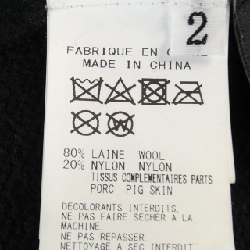 2
FABRIQUE EN
MADE IN CHINA
80% LAINE WOOL
20% NYLON NYLON
TISSUS COMPLEMENTAIRES PARTS
PORC PIG SKIN
DECOLORANTS INTERDITS,
NE PAS FAIRE SÉCHER A LA
MACHINE,
NE PAS REPASSER,
NETTOYAGE A SEC INTERDIT